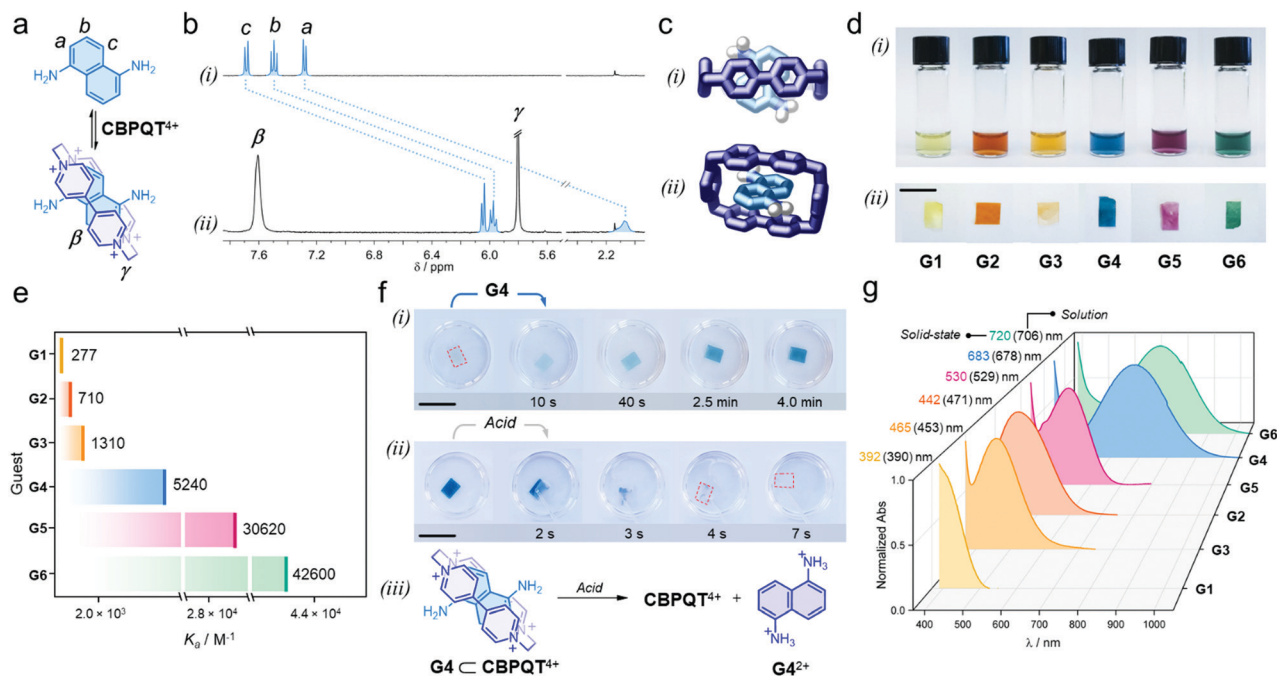 a
a
b
c
H₂N
NH₂
CBPQT⁴⁺
N
N
NH₂
H₂N
β
N
N
γ
b
c
b
a
(i)
β
γ
(ii)
7.6
7.2
6.8
6.4
6.0
5.6
2.2
δ / ppm
c
(i)
(ii)
d
(i)
(ii)
G1
G2
G3
G4
G5
G6
e
Guest
G1
277
G2
710
G3
1310
G4
5240
G5
30620
G6
42600
2.0 × 10³
2.8 × 10⁴
4.4 × 10⁴
Kₐ / M⁻¹
f
G4
(i)
10 s
40 s
2.5 min
4.0 min
Acid
(ii)
2 s
3 s
4 s
7 s
(iii)
N
N
NH₂
H₂N
N
N
Acid
CBPQT⁴⁺
+
NH₃
NH₃
G4 ⊂ CBPQT⁴⁺
G4²⁺
g
Solution
Solid-state
720 (706) nm
683 (678) nm
530 (529) nm
442 (471) nm
465 (453) nm
392 (390) nm
G6
G4
G5
G2
G3
G1
Normalized Abs
1.0
0.5
0.0
400
500
600
700
800
900
1000
λ / nm